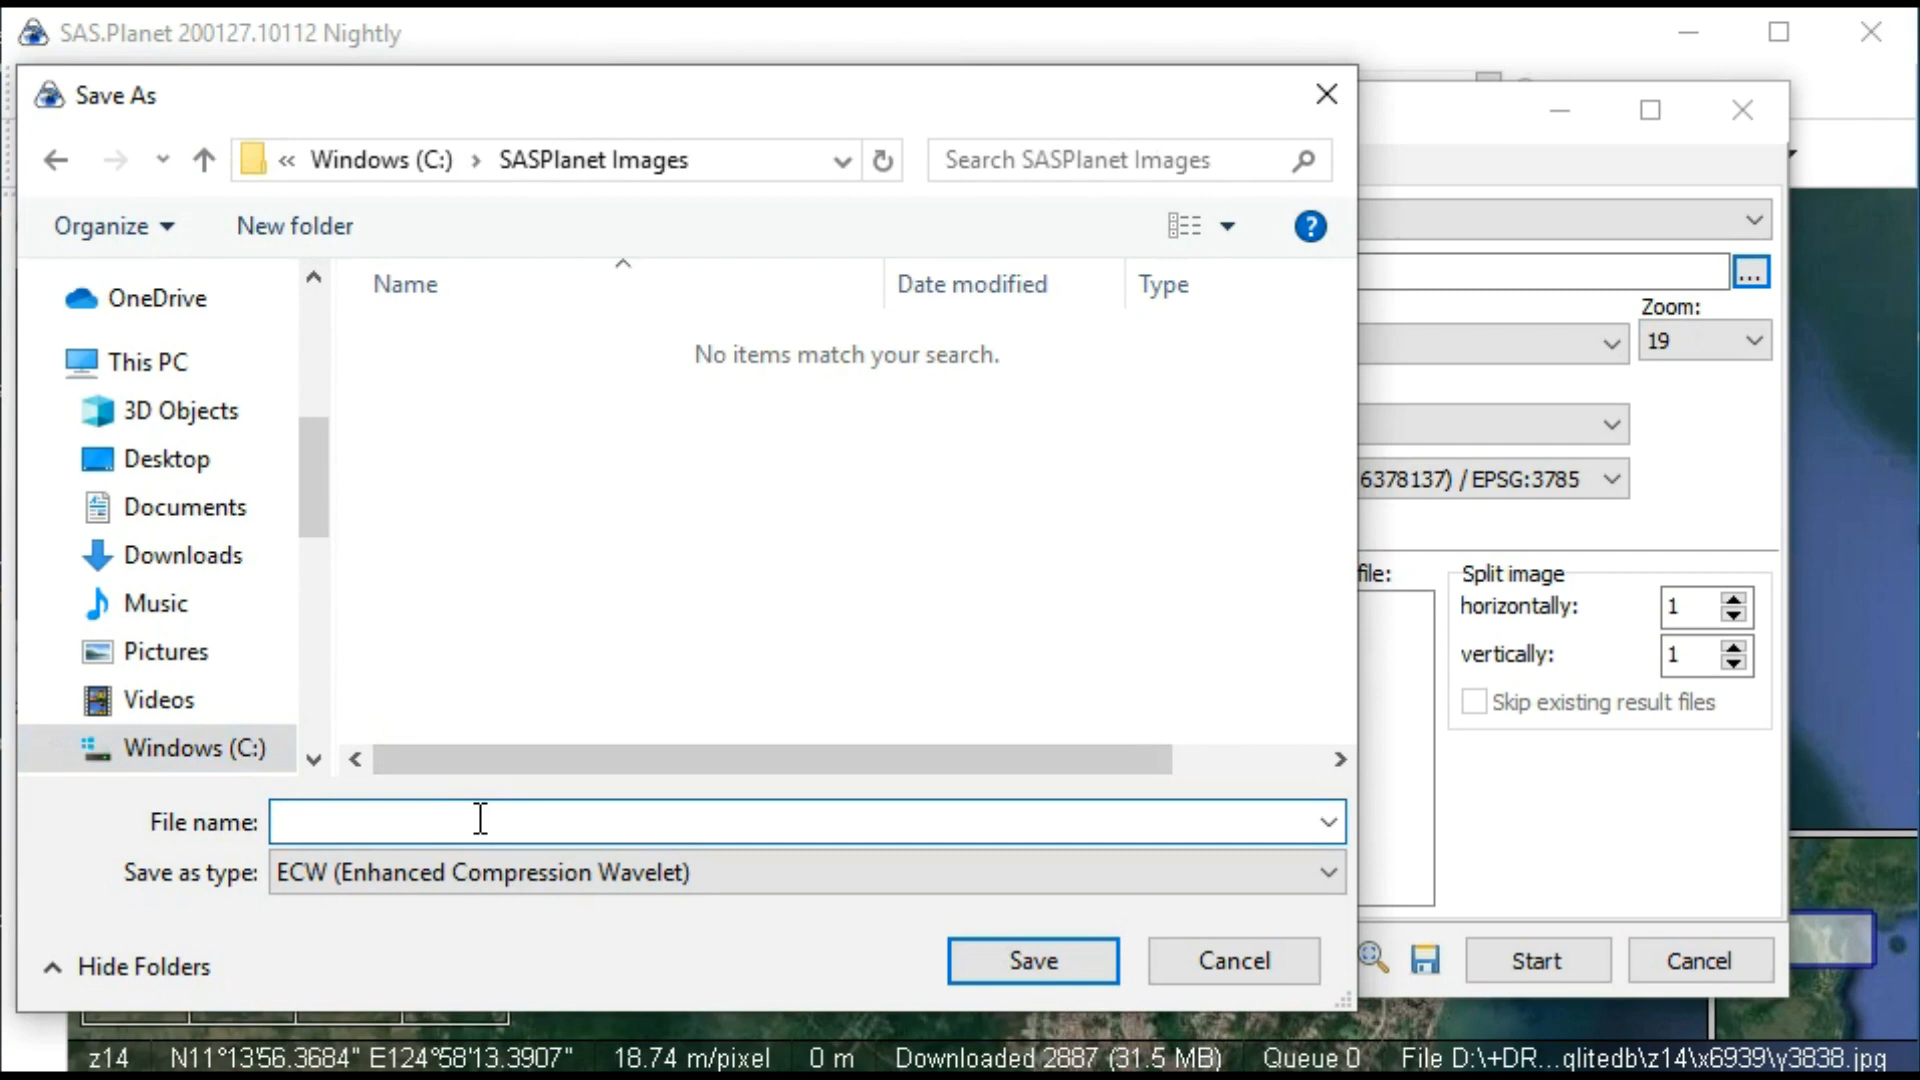 SAS.Planet 200127.10112 Nightly
Save As
« Windows (C:) › SASPlanet Images
Search SASPlanet Images
Organize
New folder
?
Name
Date modified
Type
No items match your search.
OneDrive
This PC
3D Objects
Desktop
Documents
Downloads
Music
Pictures
Videos
Windows (C:)
File name:
Save as type:
ECW (Enhanced Compression Wavelet)
Hide Folders
Save
Cancel
...
Zoom:
19
6378137) / EPSG:3785
file:
Split image
horizontally:
1
vertically:
1
Skip existing result files
Start
Cancel
z14 N11°13'56.3684" E124°58'13.3907" 18.74 m/pixel 0 m Downloaded 2887 (31.5 MB) Queue 0 File D:\+DR...qlitedb\z14\x6939\y3838.jpg